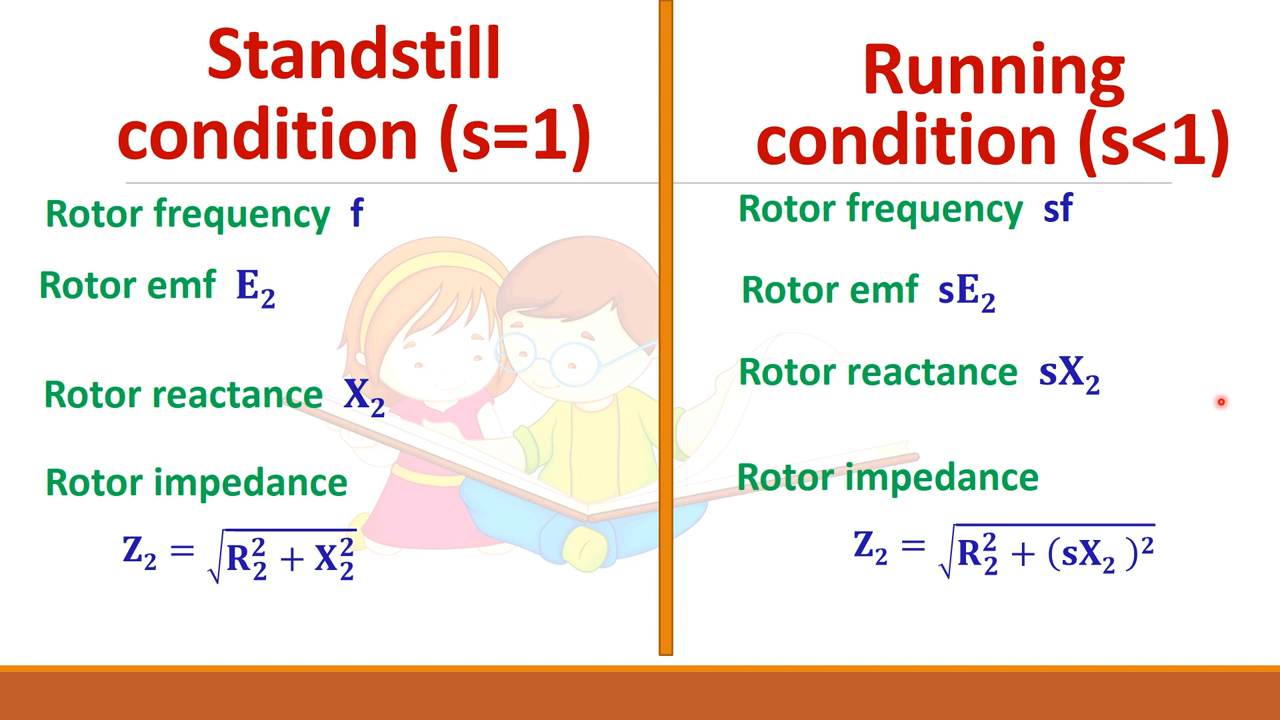 Standstill
condition (s=1)
Rotor frequency f
Rotor emf E₂
Rotor reactance X₂
Rotor impedance
Z₂ = √(R₂² + X₂²)
Running
condition (s<1)
Rotor frequency sf
Rotor emf sE₂
Rotor reactance sX₂
Rotor impedance
Z₂ = √(R₂² + (sX₂ )²)